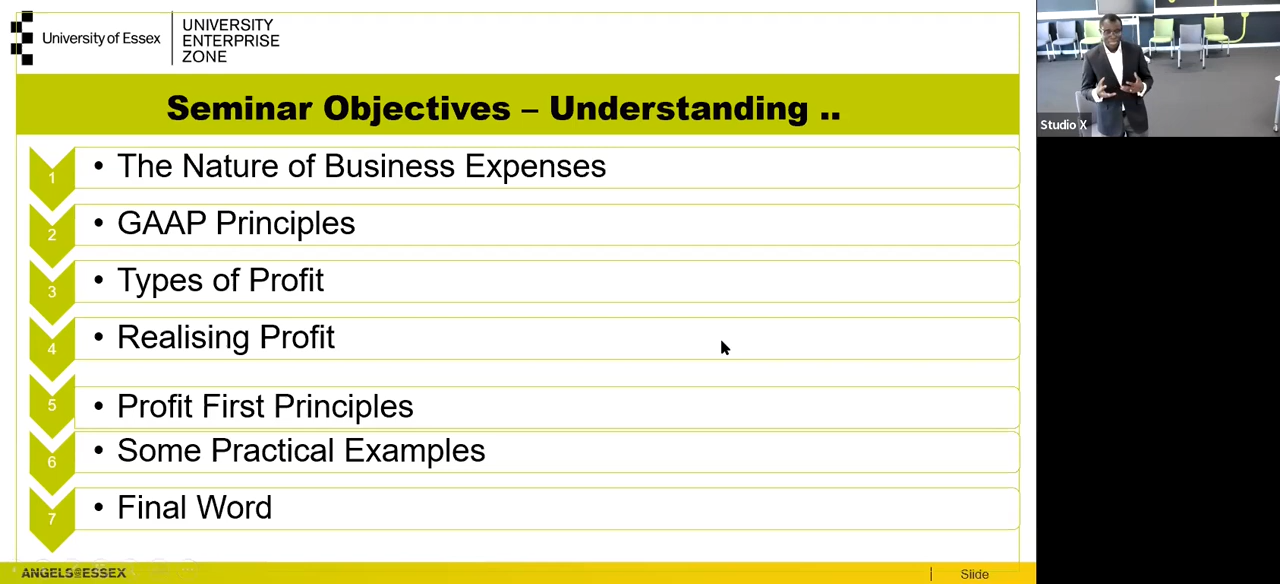 University of Essex
UNIVERSITY
ENTERPRISE
ZONE
Seminar Objectives – Understanding ..
1 • The Nature of Business Expenses
2 • GAAP Principles
3 • Types of Profit
4 • Realising Profit
5 • Profit First Principles
6 • Some Practical Examples
7 • Final Word
ANGELS@ESSEX
Slide
Studio X